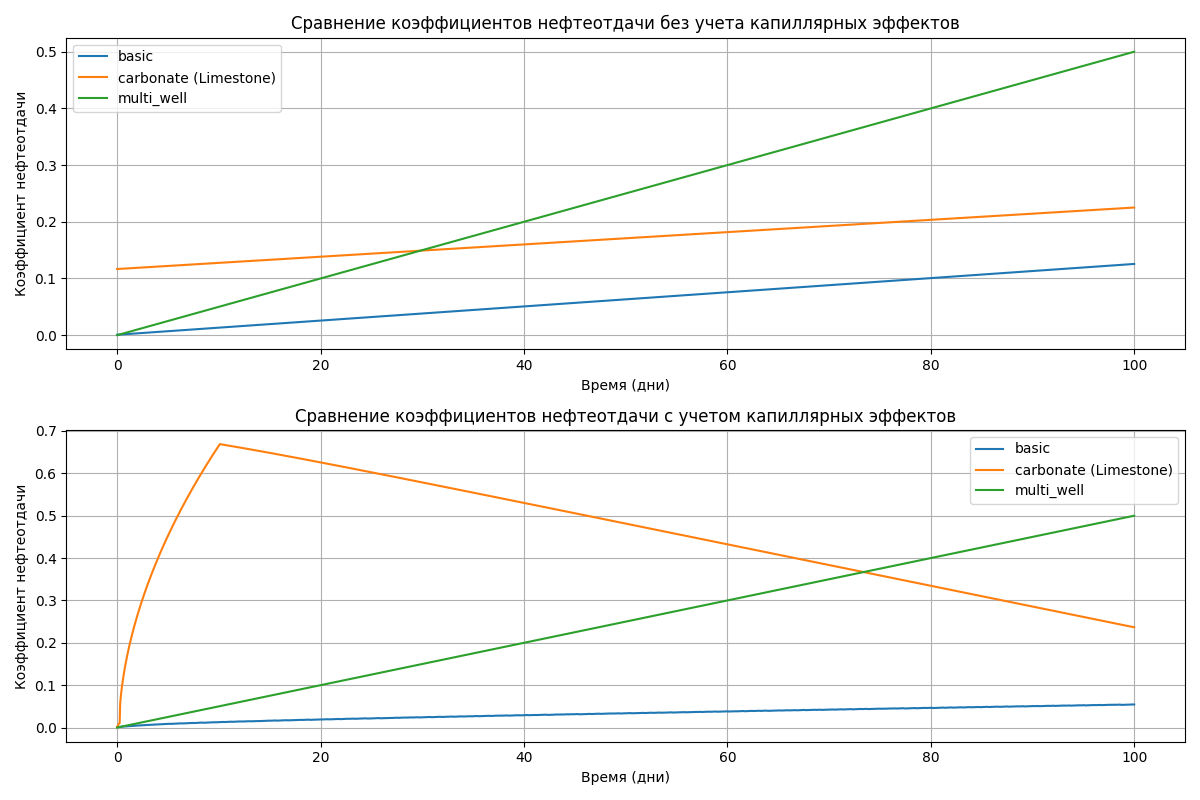 Сравнение коэффициентов нефтеотдачи без учета капиллярных эффектов
basic
carbonate (Limestone)
multi_well
Коэффициент нефтеотдачи
0.5
0.4
0.3
0.2
0.1
0.0
0 20 40 60 80 100
Время (дни)
Сравнение коэффициентов нефтеотдачи с учетом капиллярных эффектов
basic
carbonate (Limestone)
multi_well
Коэффициент нефтеотдачи
0.7
0.6
0.5
0.4
0.3
0.2
0.1
0.0
0 20 40 60 80 100
Время (дни)